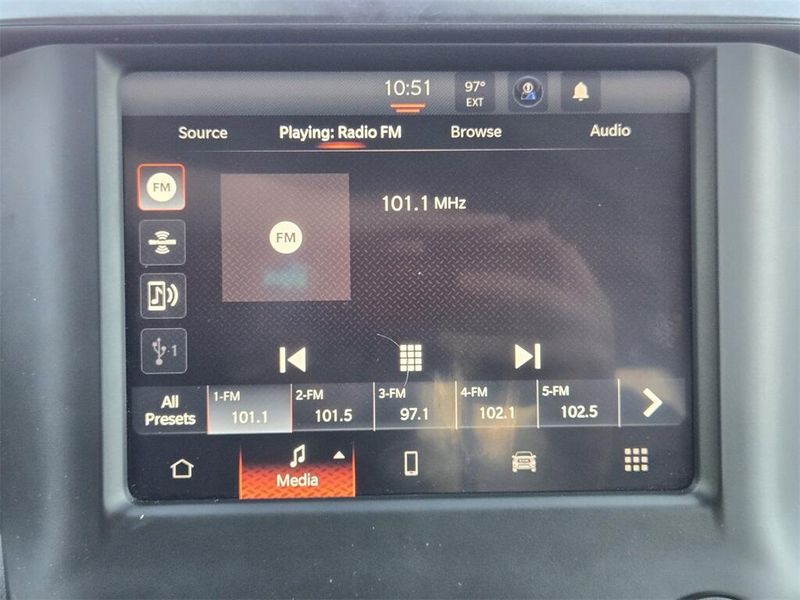 10:51
97°
EXT
Source Playing: Radio FM Browse Audio
FM
101.1 MHz
FM
1
All
Presets
1-FM 2-FM 3-FM 4-FM 5-FM
101.1 101.5 97.1 102.1 102.5
Media